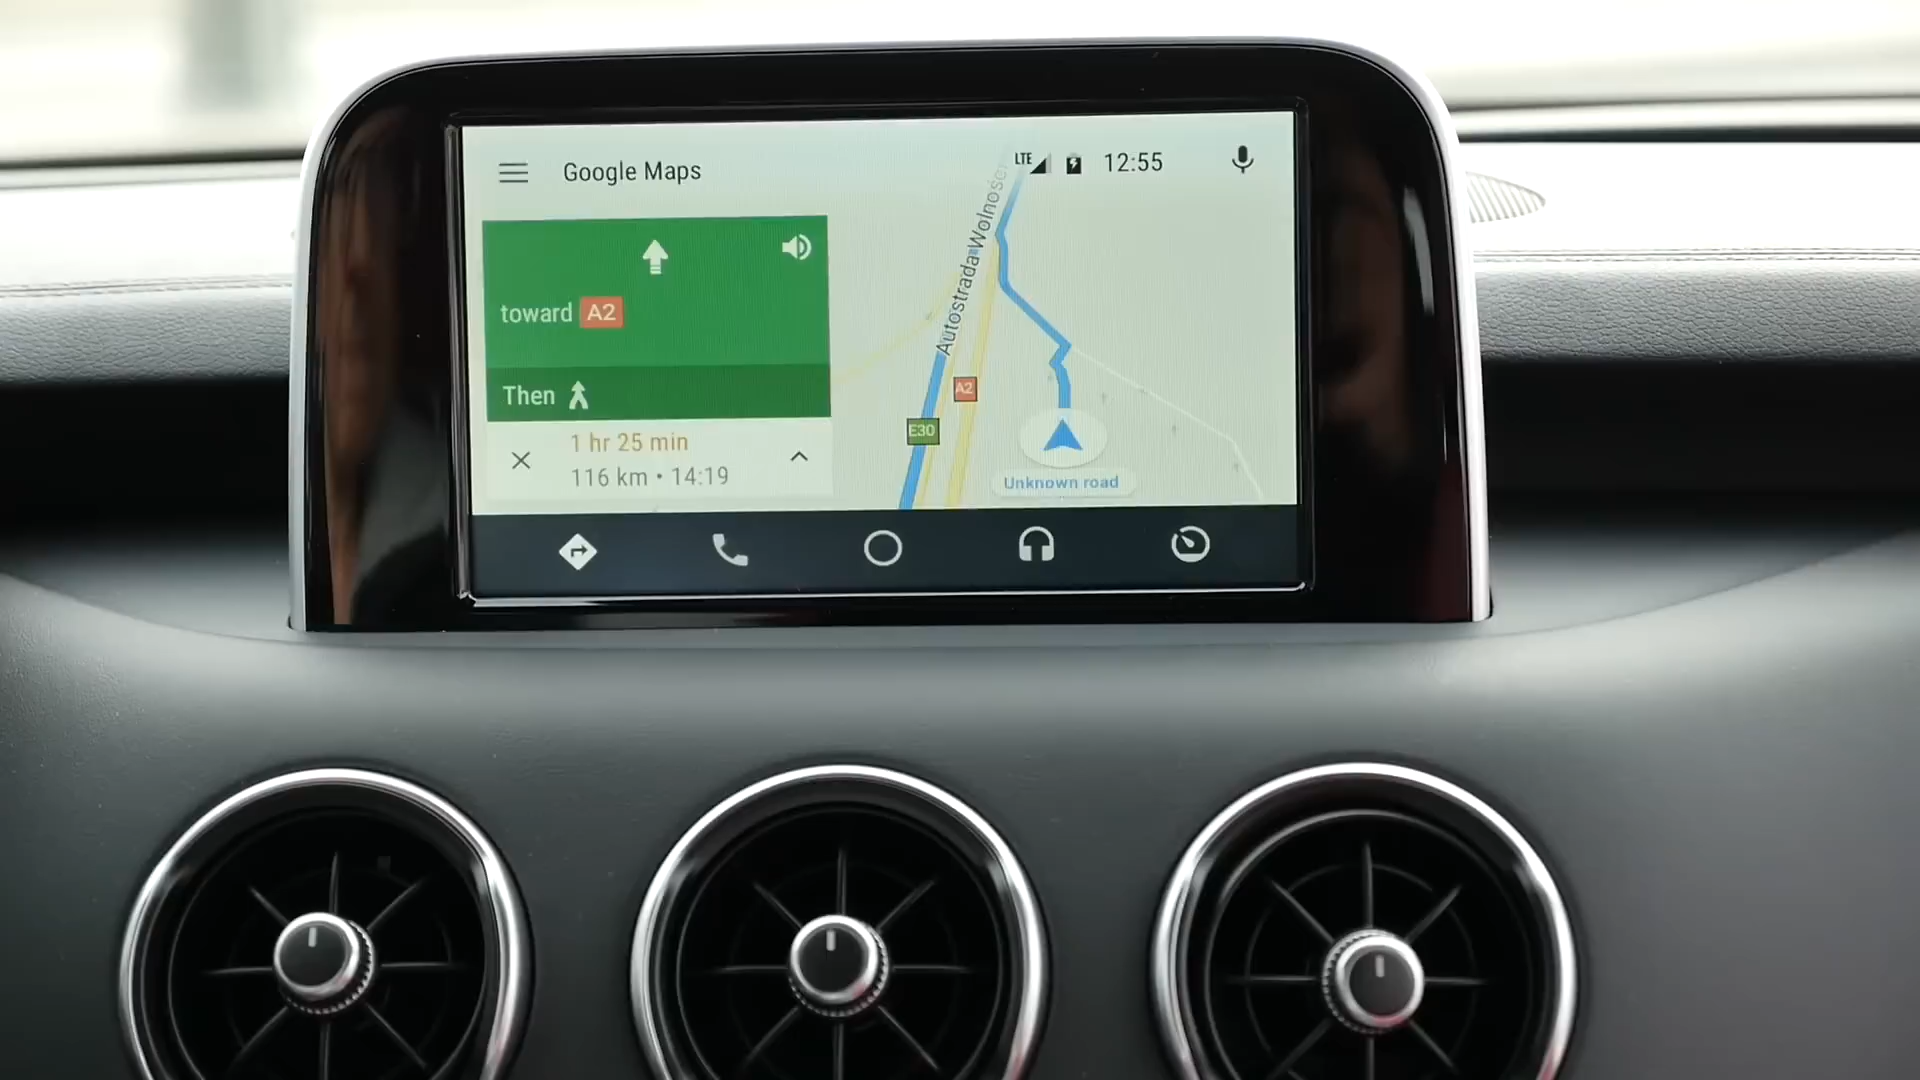 Google Maps
LTE 12:55
toward A2
Then
1 hr 25 min
116 km • 14:19
Autostrada Wolności
A2
E30
Unknown road